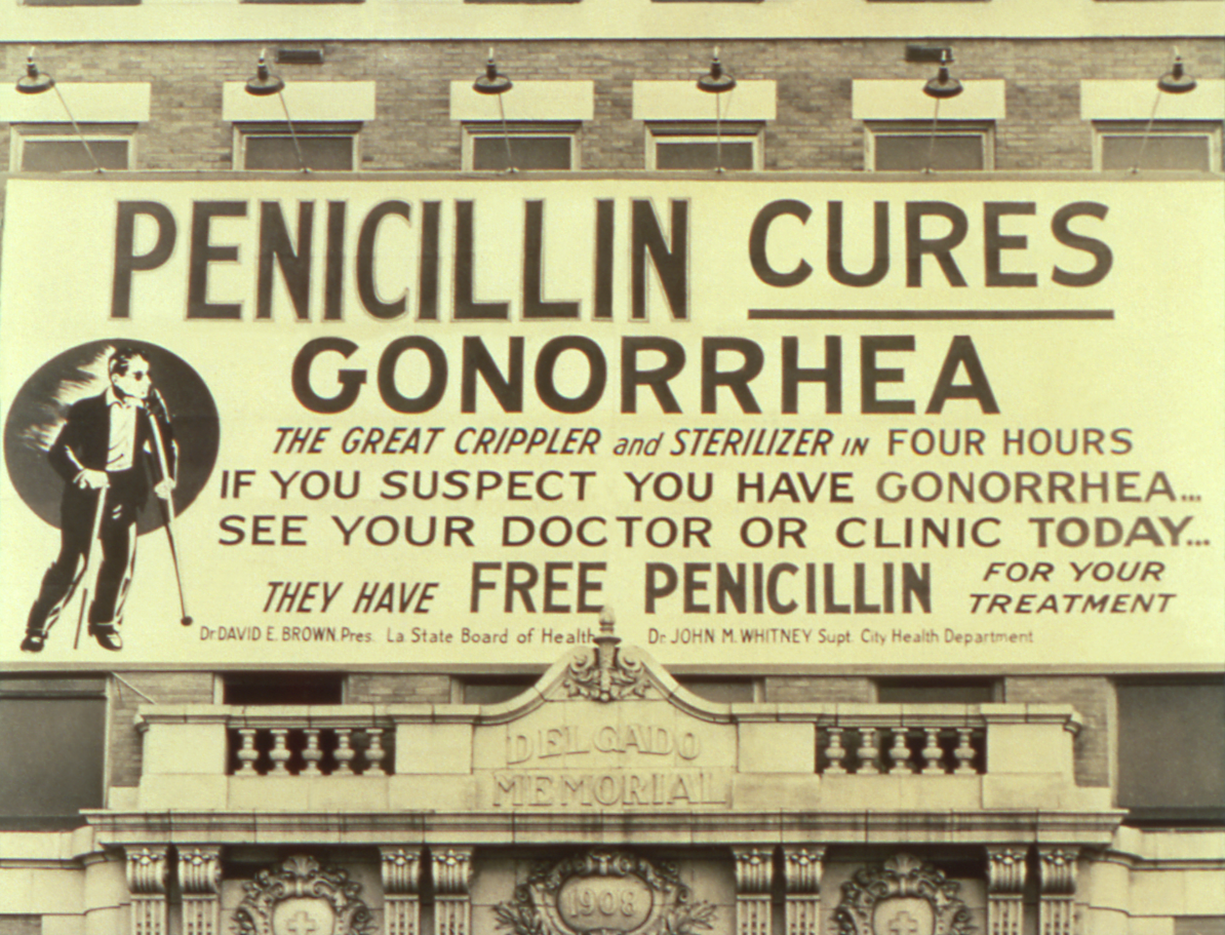 PENICILLIN CURES
GONORRHEA
THE GREAT CRIPPLER and STERILIZER IN FOUR HOURS
IF YOU SUSPECT YOU HAVE GONORRHEA...
SEE YOUR DOCTOR OR CLINIC TODAY...
THEY HAVE FREE PENICILLIN FOR YOUR TREATMENT
Dr DAVID E. BROWN. Pres. La State Board of Health Dr. JOHN M. WHITNEY Supt. City Health Department
DELGADO
MEMORIAL
1908